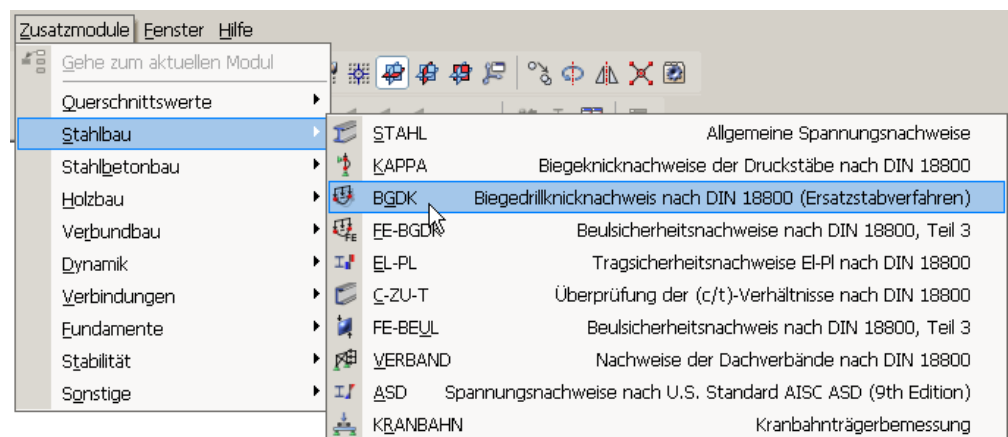 Zusatzmodule Fenster Hilfe
Gehe zum aktuellen Modul
Querschnittswerte
Stahlbau
Stahlbetonbau
Holzbau
Verbundbau
Dynamik
Verbindungen
Fundamente
Stabilität
Sonstige
STAHL Allgemeine Spannungsnachweise
KAPPA Biegeknicknachweise der Druckstäbe nach DIN 18800
BGDK Biegedrillknicknachweis nach DIN 18800 (Ersatzstabverfahren)
FE-BGDK Beulsicherheitsnachweise nach DIN 18800, Teil 3
EL-PL Tragsicherheitsnachweise El-Pl nach DIN 18800
C-ZU-T Überprüfung der (c/t)-Verhältnisse nach DIN 18800
FE-BEUL Beulsicherheitsnachweis nach DIN 18800, Teil 3
VERBAND Nachweise der Dachverbände nach DIN 18800
ASD Spannungsnachweise nach U.S. Standard AISC ASD (9th Edition)
KRANBAHN Kranbahnträgerbemessung